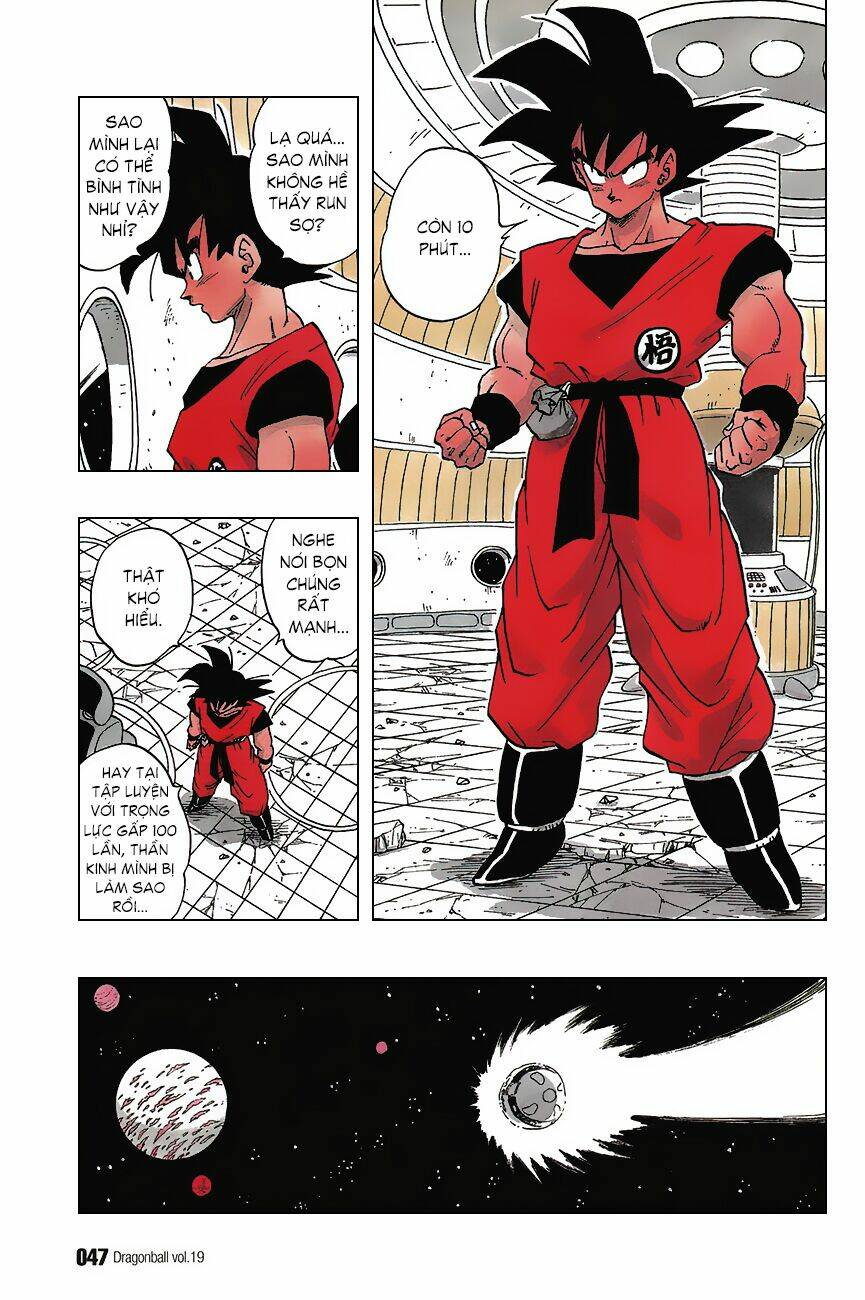 CÒN 10
PHÚT...
悟
LẠ QUÁ...
SAO MÌNH
KHÔNG HỀ
THẤY RUN
SỢ?
SAO
MÌNH LẠI
CÓ THỂ
BÌNH TĨNH
NHƯ VẬY
NHỈ?
NGHE
NÓI BỌN
CHÚNG
RẤT
MẠNH...
THẬT
KHÓ
HIỂU.
HAY TẠI
TẬP LUYỆN
VỚI TRỌNG
LỰC GẤP 100
LẦN, THẦN
KINH MÌNH BỊ
LÀM SAO
RỒI...
047 Dragonball vol.19